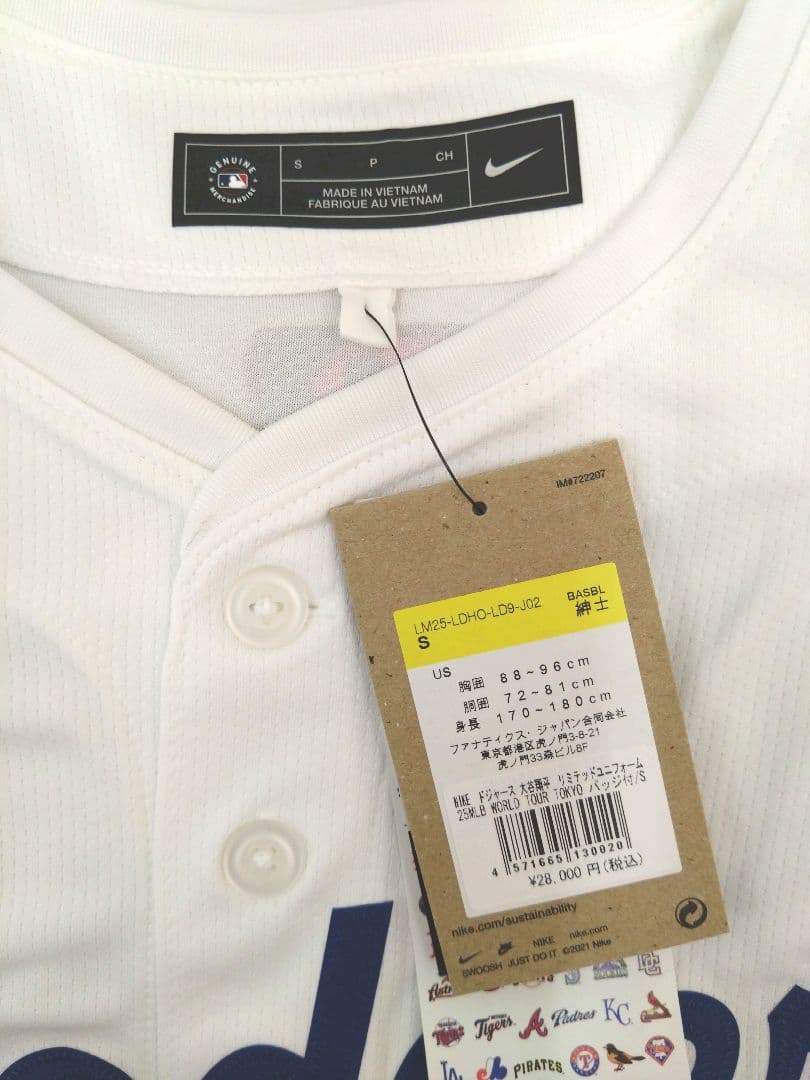 GENUINE
MERCHANDISE
S P CH
MADE IN VIETNAM
FABRIQUE AU VIETNAM
IM#722207
LM25-LDHO-LD9-J02 BASBL
S 紳士
US
胸囲 88~96cm
胴囲 72~81cm
身長 170~180cm
ファナティクス・ジャパン合同会社
東京都港区虎ノ門3-8-21
虎ノ門33森ビル8F
NIKE ドジャース 大谷翔平 リミテッドユニフォーム
25MLB WORLD TOUR TOKYO バッジ付/S
4 571665 130020
¥28,000円(税込)
nike.com/sustainability
NIKE nike.com
SWOOSH JUST DO IT ©2021 Nike
Twins Tigers A Padres KC
LA PIRATES